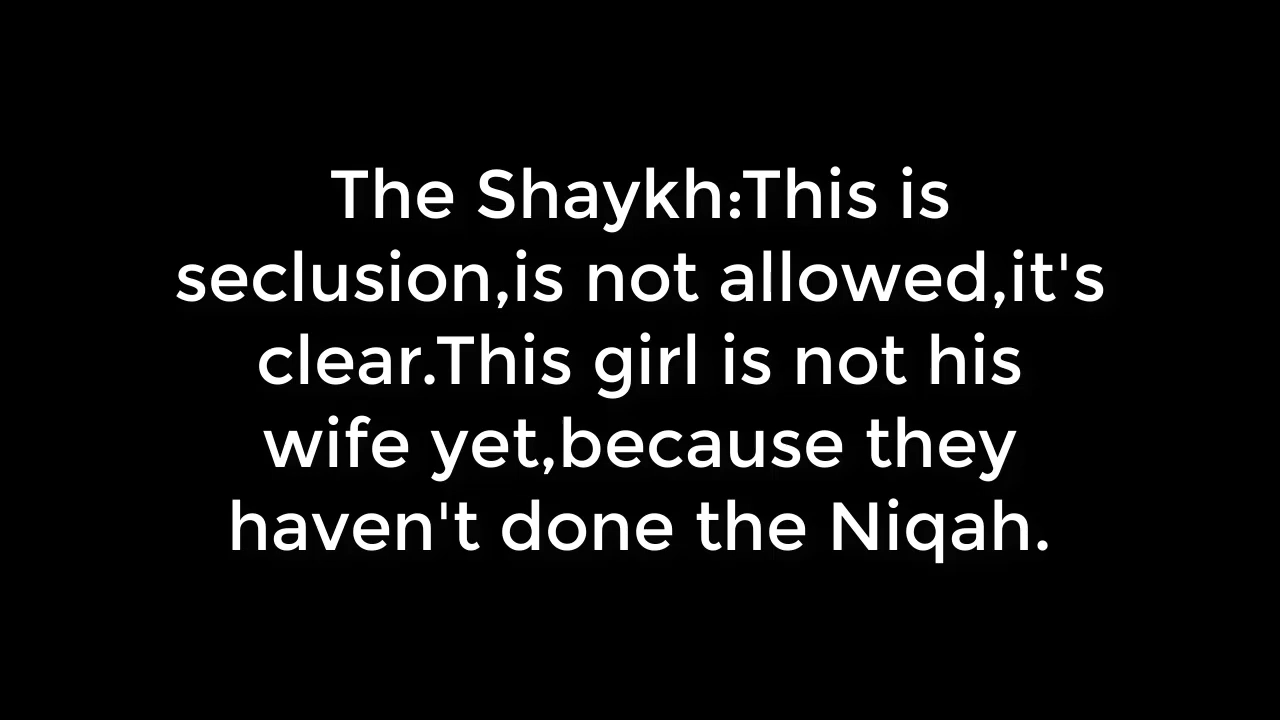 The Shaykh:This is
seclusion,is not allowed,it's
clear.This girl is not his
wife yet,because they
haven't done the Niqah.